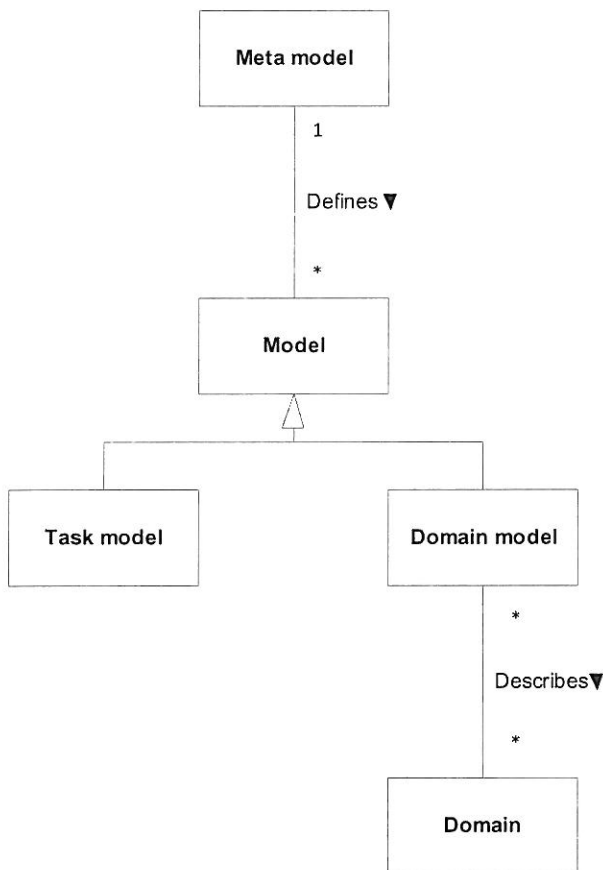 Meta model
1
Defines ▼
*
Model
Task model
Domain model
*
Describes▼
*
Domain